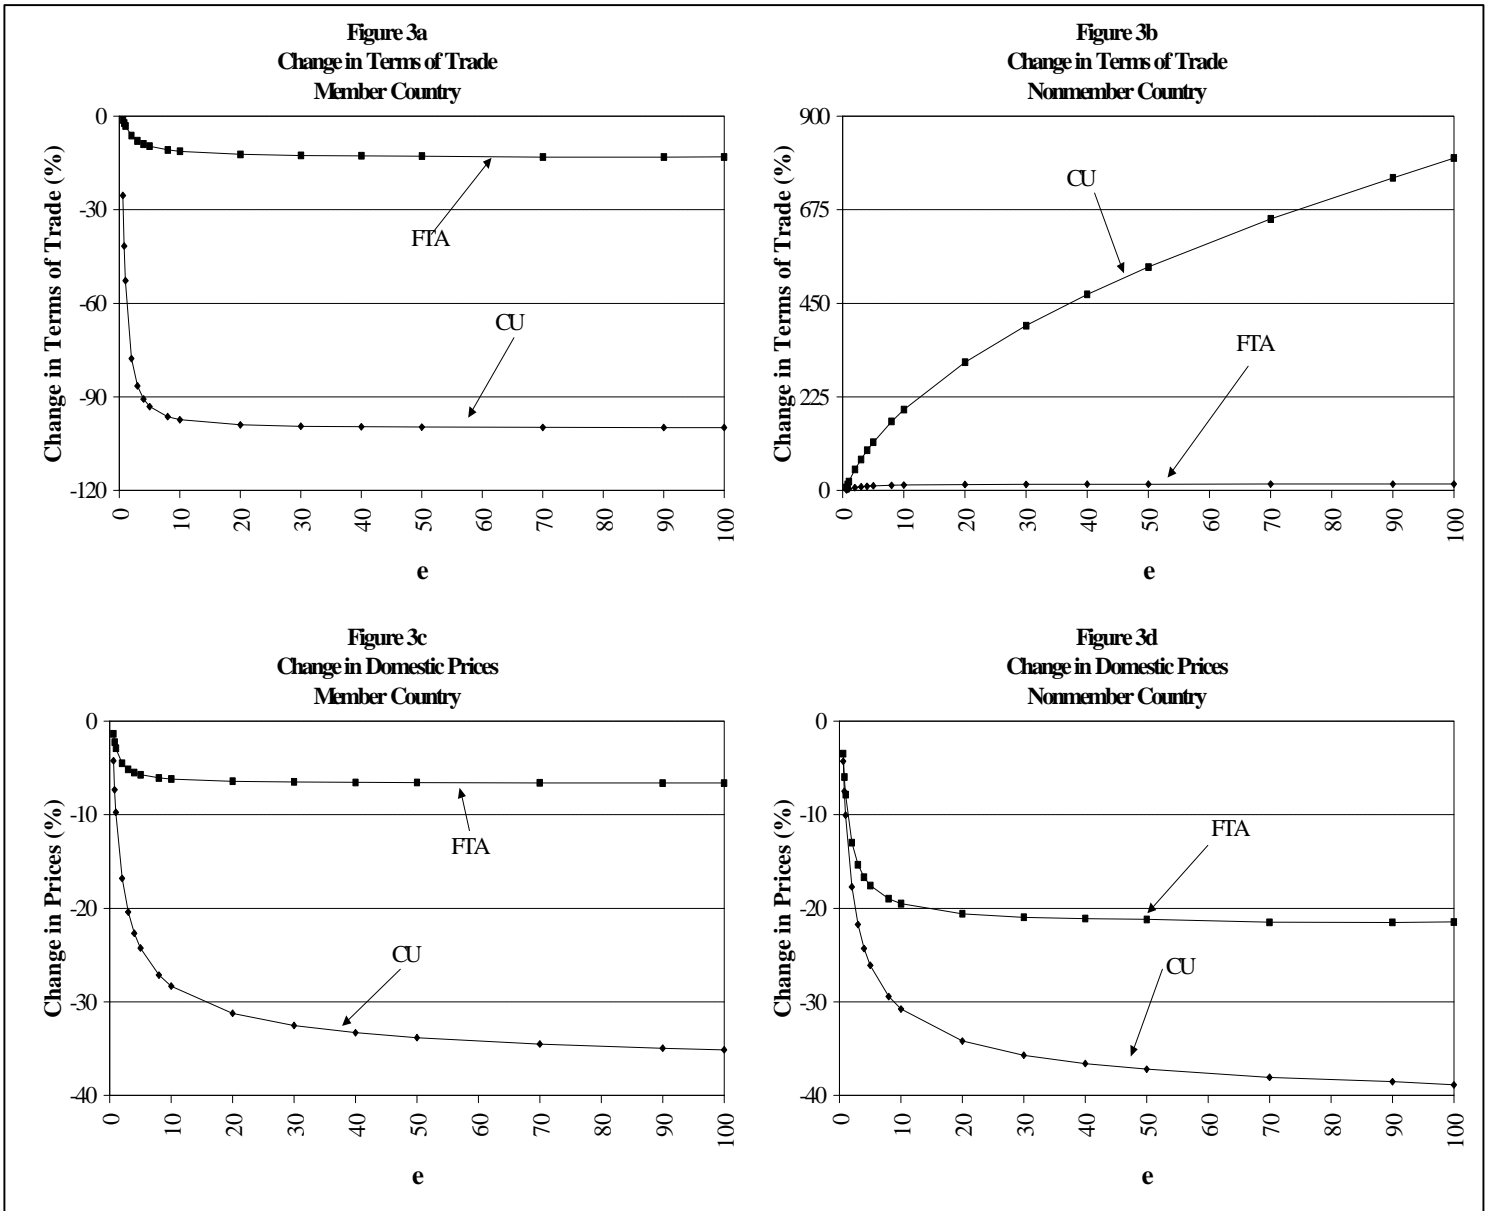 Figure 3a
Change in Terms of Trade
Member Country
Change in Terms of Trade (%)
0
-30
-60
-90
-120
FTA
CU
0 10 20 30 40 50 60 70 80 90 100
e
Figure 3b
Change in Terms of Trade
Nonmember Country
Change in Terms of Trade (%)
900
675
450
225
0
CU
FTA
0 10 20 30 40 50 60 70 80 90 100
e
Figure 3c
Change in Domestic Prices
Member Country
Change in Prices (%)
0
-10
-20
-30
-40
FTA
CU
0 10 20 30 40 50 60 70 80 90 100
e
Figure 3d
Change in Domestic Prices
Nonmember Country
Change in Prices (%)
0
-10
-20
-30
-40
FTA
CU
0 10 20 30 40 50 60 70 80 90 100
e